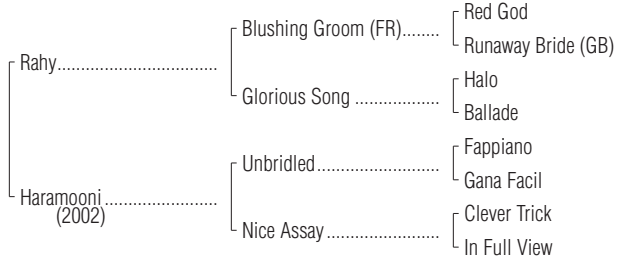 Red God
Blushing Groom (FR)........
Runaway Bride (GB)
Rahy.................................
Halo
Glorious Song .................
Ballade
Fappiano
Unbridled.........................
Gana Facil
Haramooni .......................
(2002)
Clever Trick
Nice Assay .......................
In Full View